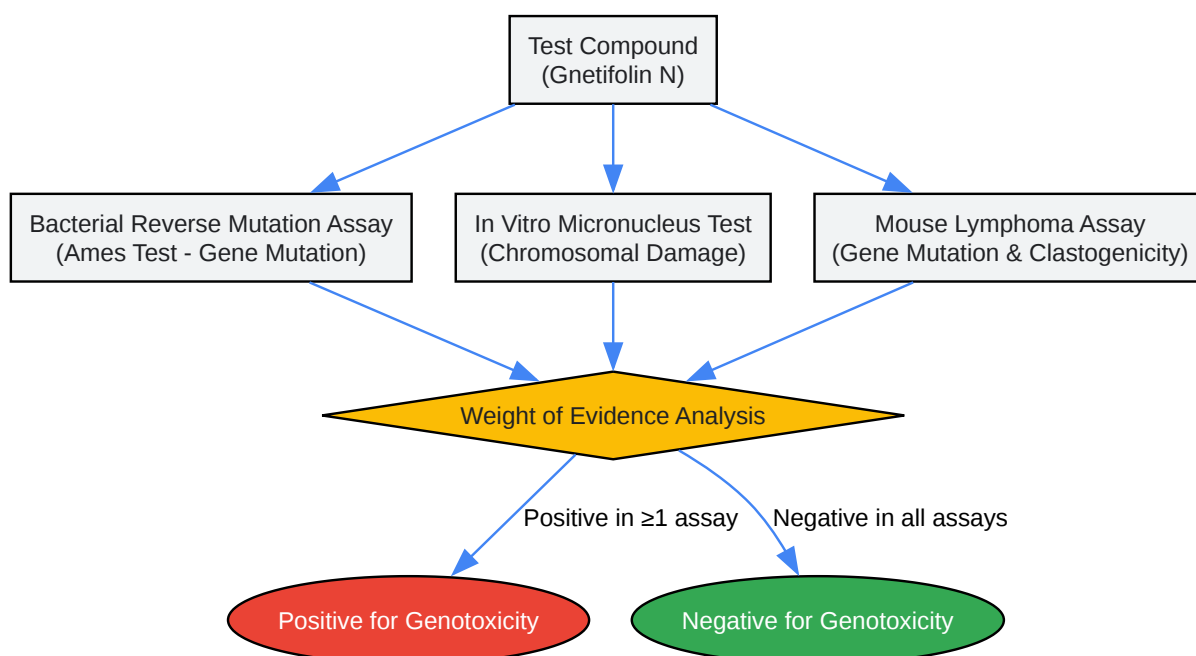 Test Compound
(Gnetifolin N)
Bacterial Reverse Mutation Assay
(Ames Test - Gene Mutation)
In Vitro Micronucleus Test
(Chromosomal Damage)
Mouse Lymphoma Assay
(Gene Mutation & Clastogenicity)
Weight of Evidence Analysis
Positive in ≥1 assay
Negative in all assays
Positive for Genotoxicity
Negative for Genotoxicity